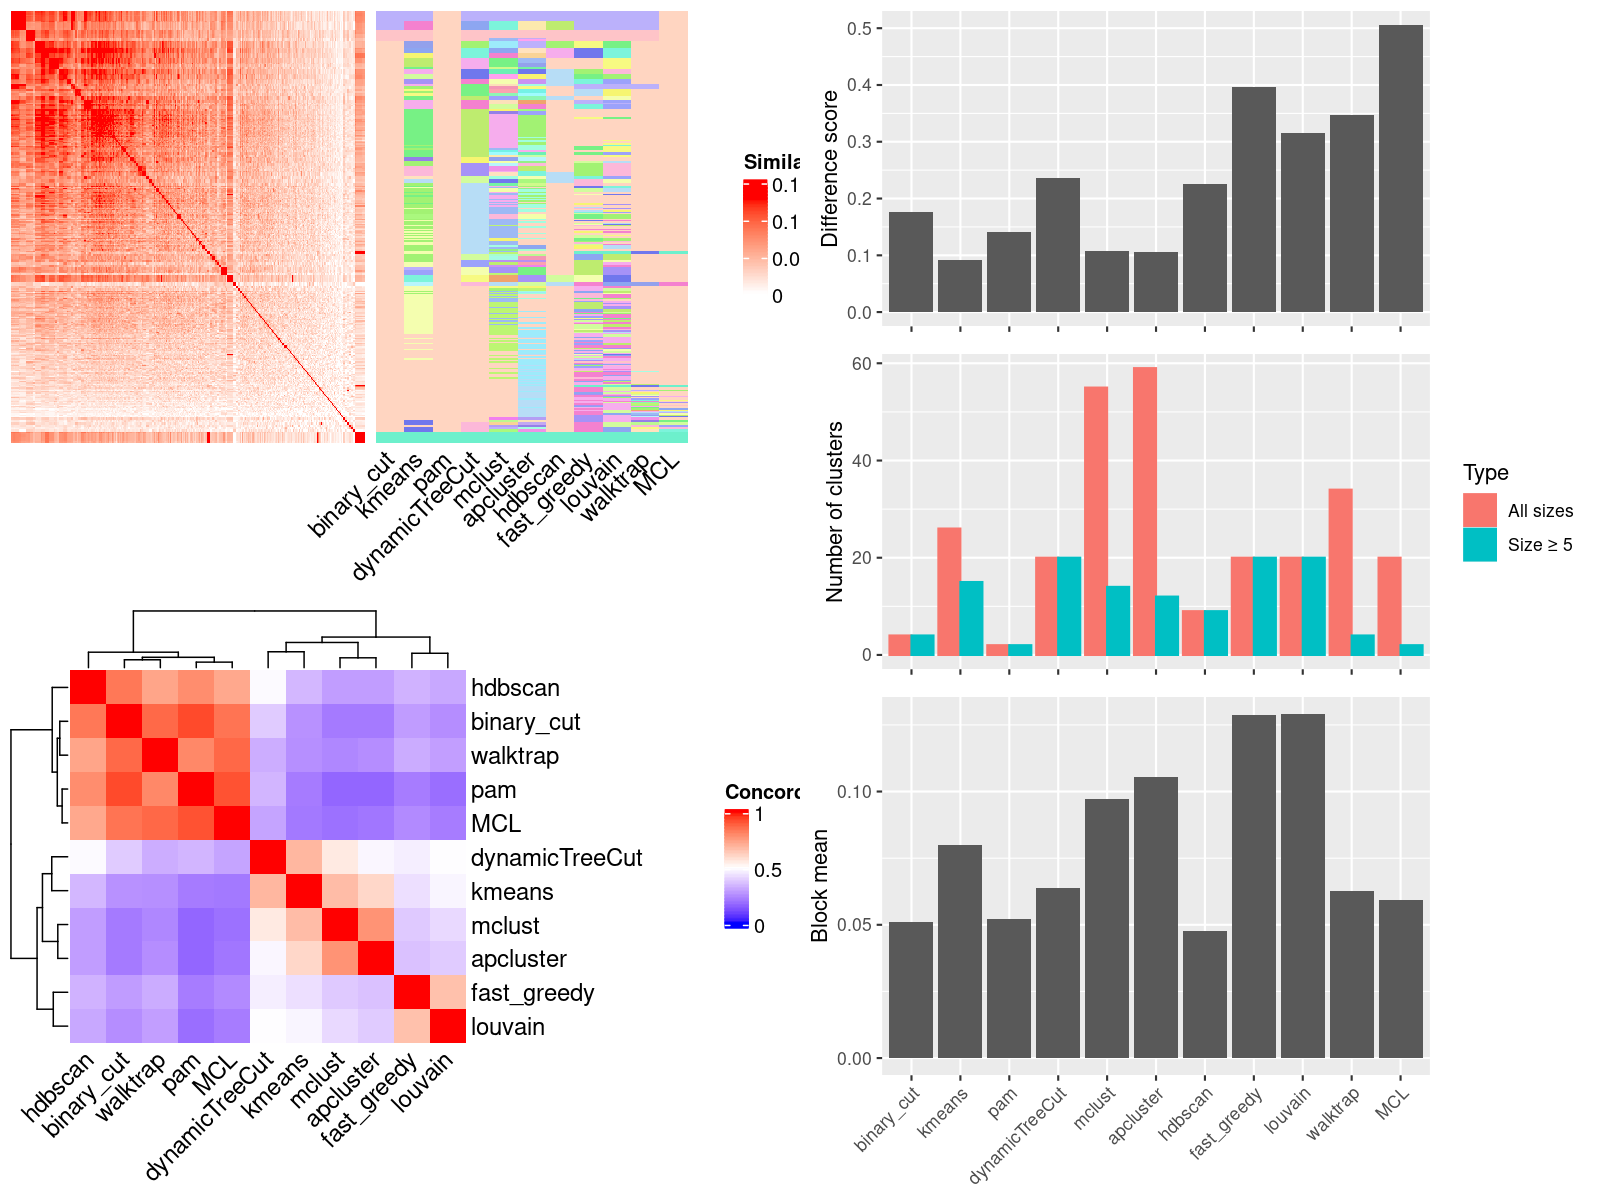 Simila
0.1
0.1
0.0
0
binary_cut
kmeans
pam
dynamicTreeCut
mclust
apcluster
hdbscan
fast_greedy
louvain
walktrap
MCL
hdbscan
binary_cut
walktrap
pam
MCL
dynamicTreeCut
kmeans
mclust
apcluster
fast_greedy
louvain
hdbscan
binary_cut
walktrap
pam
MCL
dynamicTreeCut
kmeans
mclust
apcluster
fast_greedy
louvain
Concord
1
0.5
0
Difference score
0.5
0.4
0.3
0.2
0.1
0.0
Number of clusters
60
40
20
0
Type
All sizes
Size ≥ 5
Block mean
0.10
0.05
0.00
binary_cut
kmeans
pam
dynamicTreeCut
mclust
apcluster
hdbscan
fast_greedy
louvain
walktrap
MCL